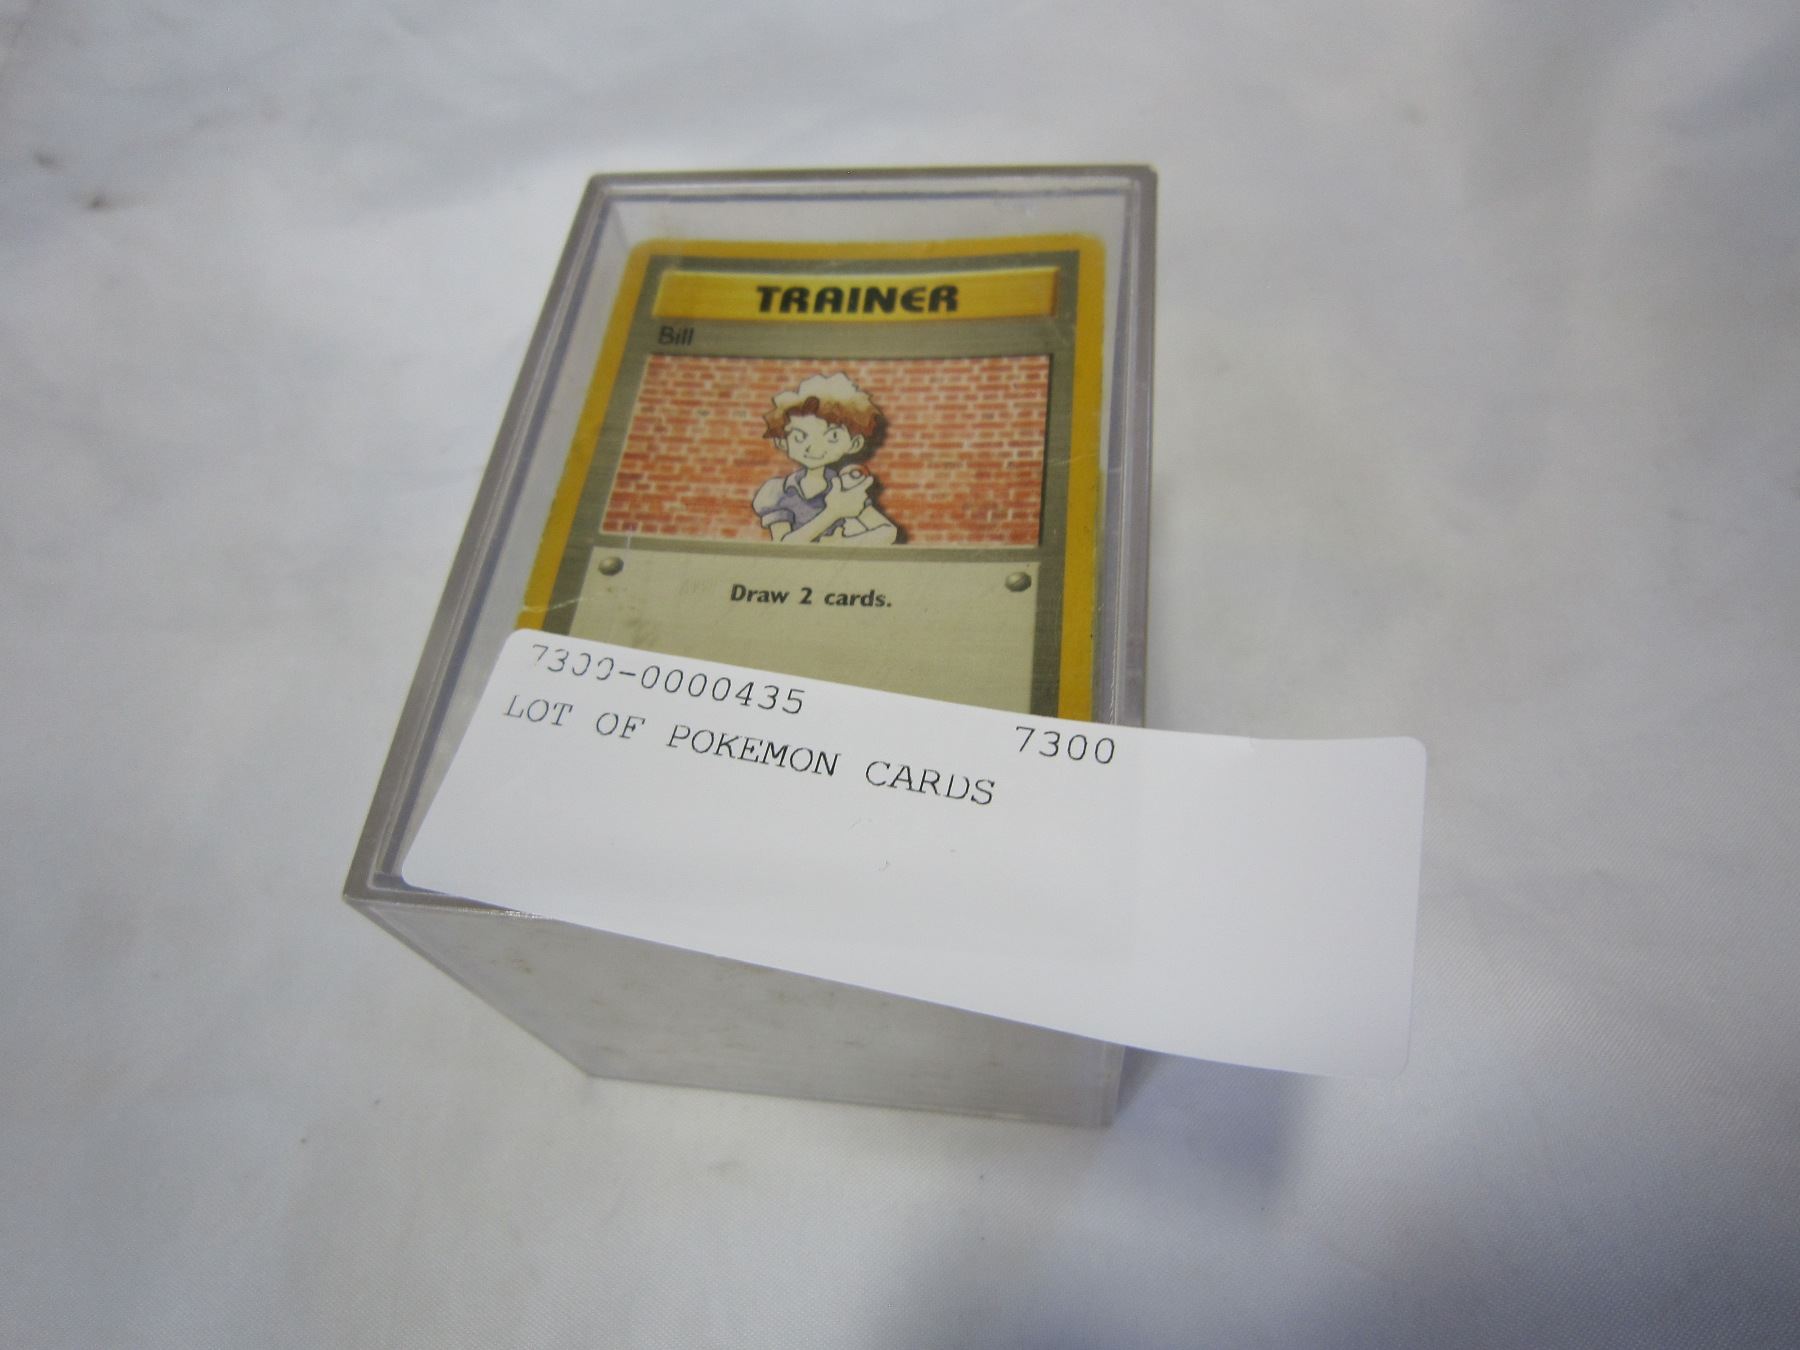 TRAINER
Bill
Draw 2 cards.
7300-0000435
7300
LOT OF POKEMON CARDS